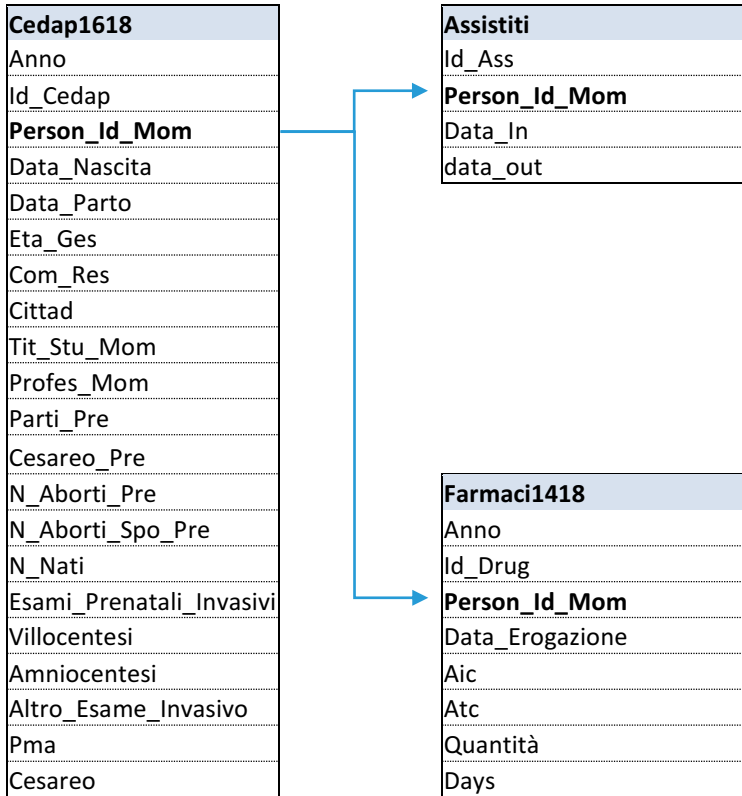 Cedap1618
Anno
Id_Cedap
Person_Id_Mom
Data_Nascita
Data_Parto
Eta_Ges
Com_Res
Cittad
Tit_Stu_Mom
Profes_Mom
Parti_Pre
Cesareo_Pre
N_Aborti_Pre
N_Aborti_Spo_Pre
N_Nati
Esami_Prenatali_Invasivi
Villocentesi
Amniocentesi
Altro_Esame_Invasivo
Pma
Cesareo
Assistiti
Id_Ass
Person_Id_Mom
Data_In
data_out
Farmaci1418
Anno
Id_Drug
Person_Id_Mom
Data_Erogazione
Aic
Atc
Quantità
Days